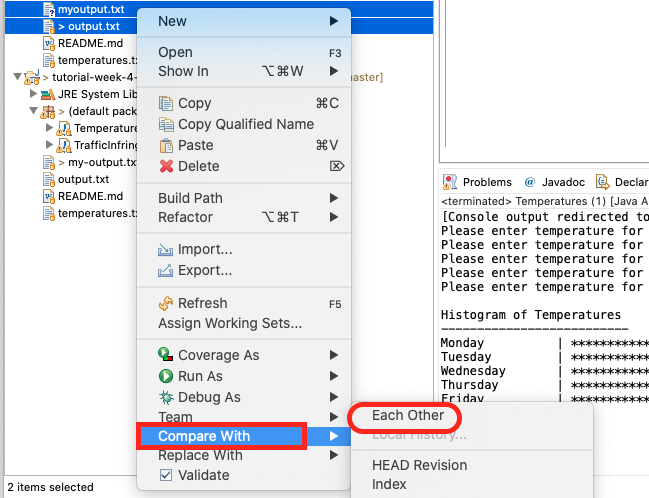 myoutput.txt
> output.txt
README.md
temperatures.tx
> tutorial-week-4-
master]
JRE System Lib
> (default pack
Temperature
TrafficInfring
> my-output.tx
output.txt
README.md
temperatures.tx
2 items selected
New
Open F3
Show In ⌥⌘W
Copy ⌘C
Copy Qualified Name
Paste ⌘V
Delete ⌦
Build Path
Refactor ⌥⌘T
Import...
Export...
Refresh F5
Assign Working Sets...
Coverage As
Run As
Debug As
Team
Compare With
Replace With
Validate
Each Other
Local History...
HEAD Revision
Index
Problems @ Javadoc Declar
<terminated> Temperatures (1) [Java A
[Console output redirected to
Please enter temperature for
Please enter temperature for
Please enter temperature for
Please enter temperature for
Please enter temperature for
Histogram of Temperatures
--------------------------
Monday | ************
Tuesday | ************
Wednesday | ************
Thursday | ************
Friday | ************